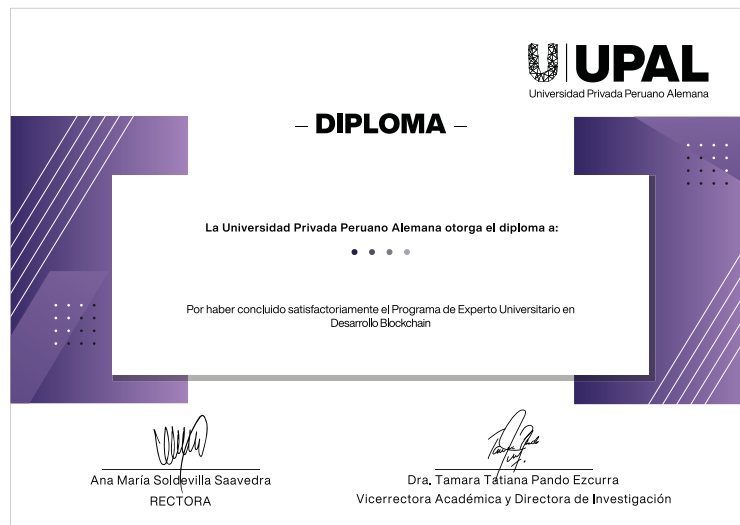 UPAL
Universidad Privada Peruano Alemana
– DIPLOMA –
La Universidad Privada Peruano Alemana otorga el diploma a:
Por haber concluido satisfactoriamente el Programa de Experto Universitario en
Desarrollo Blockchain
Ana María Soldevilla Saavedra
RECTORA
Dra. Tamara Tatiana Pando Ezcurra
Vicerrectora Académica y Directora de Investigación